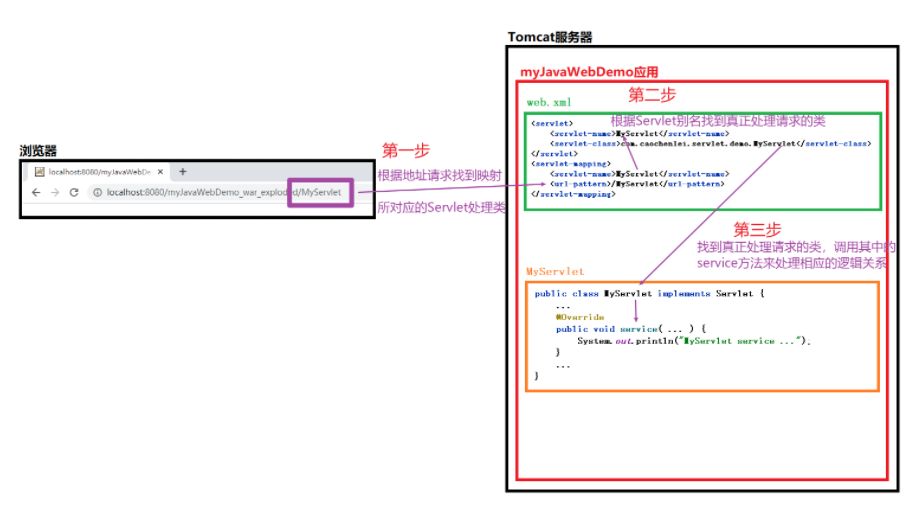 Tomcat服务器
myJavaWebDemo应用
第二步
web.xml
根据Servlet别名找到真正处理请求的类
<servlet>
<servlet-name>MyServlet</servlet-name>
<servlet-class>com.caochenlei.servlet.demo.MyServlet</servlet-class>
</servlet>
<servlet-mapping>
<servlet-name>MyServlet</servlet-name>
<url-pattern>/MyServlet</url-pattern>
</servlet-mapping>
浏览器
localhost:8080/myJavaWebDe
localhost:8080/myJavaWebDemo_war_exploded/MyServlet
第一步
根据地址请求找到映射
所对应的Servlet处理类
第三步
找到真正处理请求的类，调用其中的
service方法来处理相应的逻辑关系
MyServlet
public class MyServlet implements Servlet {
...
@Override
public void service( ... ) {
System.out.println("MyServlet service ...");
}
...
}